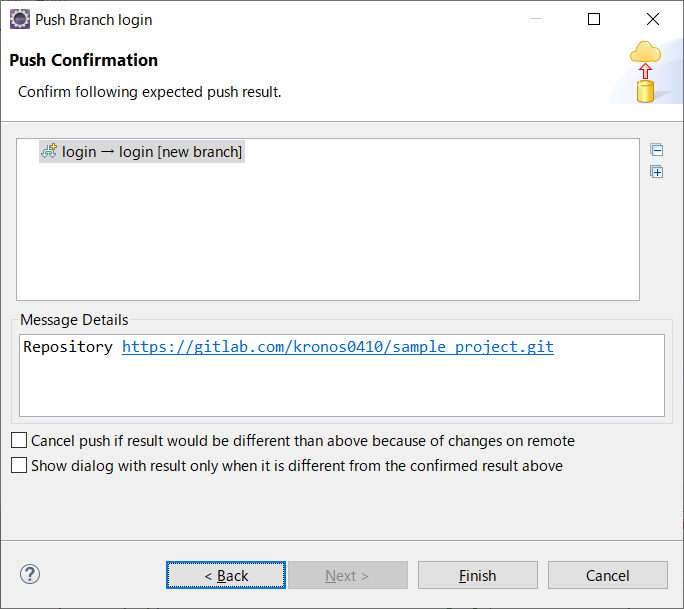 Push Branch login
Push Confirmation
Confirm following expected push result.
login → login [new branch]
Message Details
Repository https://gitlab.com/kronos0410/sample_project.git
Cancel push if result would be different than above because of changes on remote
Show dialog with result only when it is different from the confirmed result above
? < Back Next > Finish Cancel